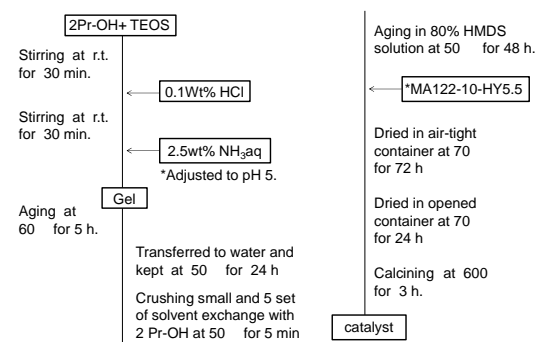 2Pr-OH+ TEOS
Stirring at r.t.
for 30 min.
0.1Wt% HCl
Stirring at r.t.
for 30 min.
2.5wt% NH₃aq
*Adjusted to pH 5.
Gel
Aging at
60 for 5 h.
Transferred to water and
kept at 50 for 24 h
Crushing small and 5 set
of solvent exchange with
2 Pr-OH at 50 for 5 min
Aging in 80% HMDS
solution at 50 for 48 h.
*MA122-10-HY5.5
Dried in air-tight
container at 70
for 72 h
Dried in opened
container at 70
for 24 h
Calcining at 600
for 3 h.
catalyst